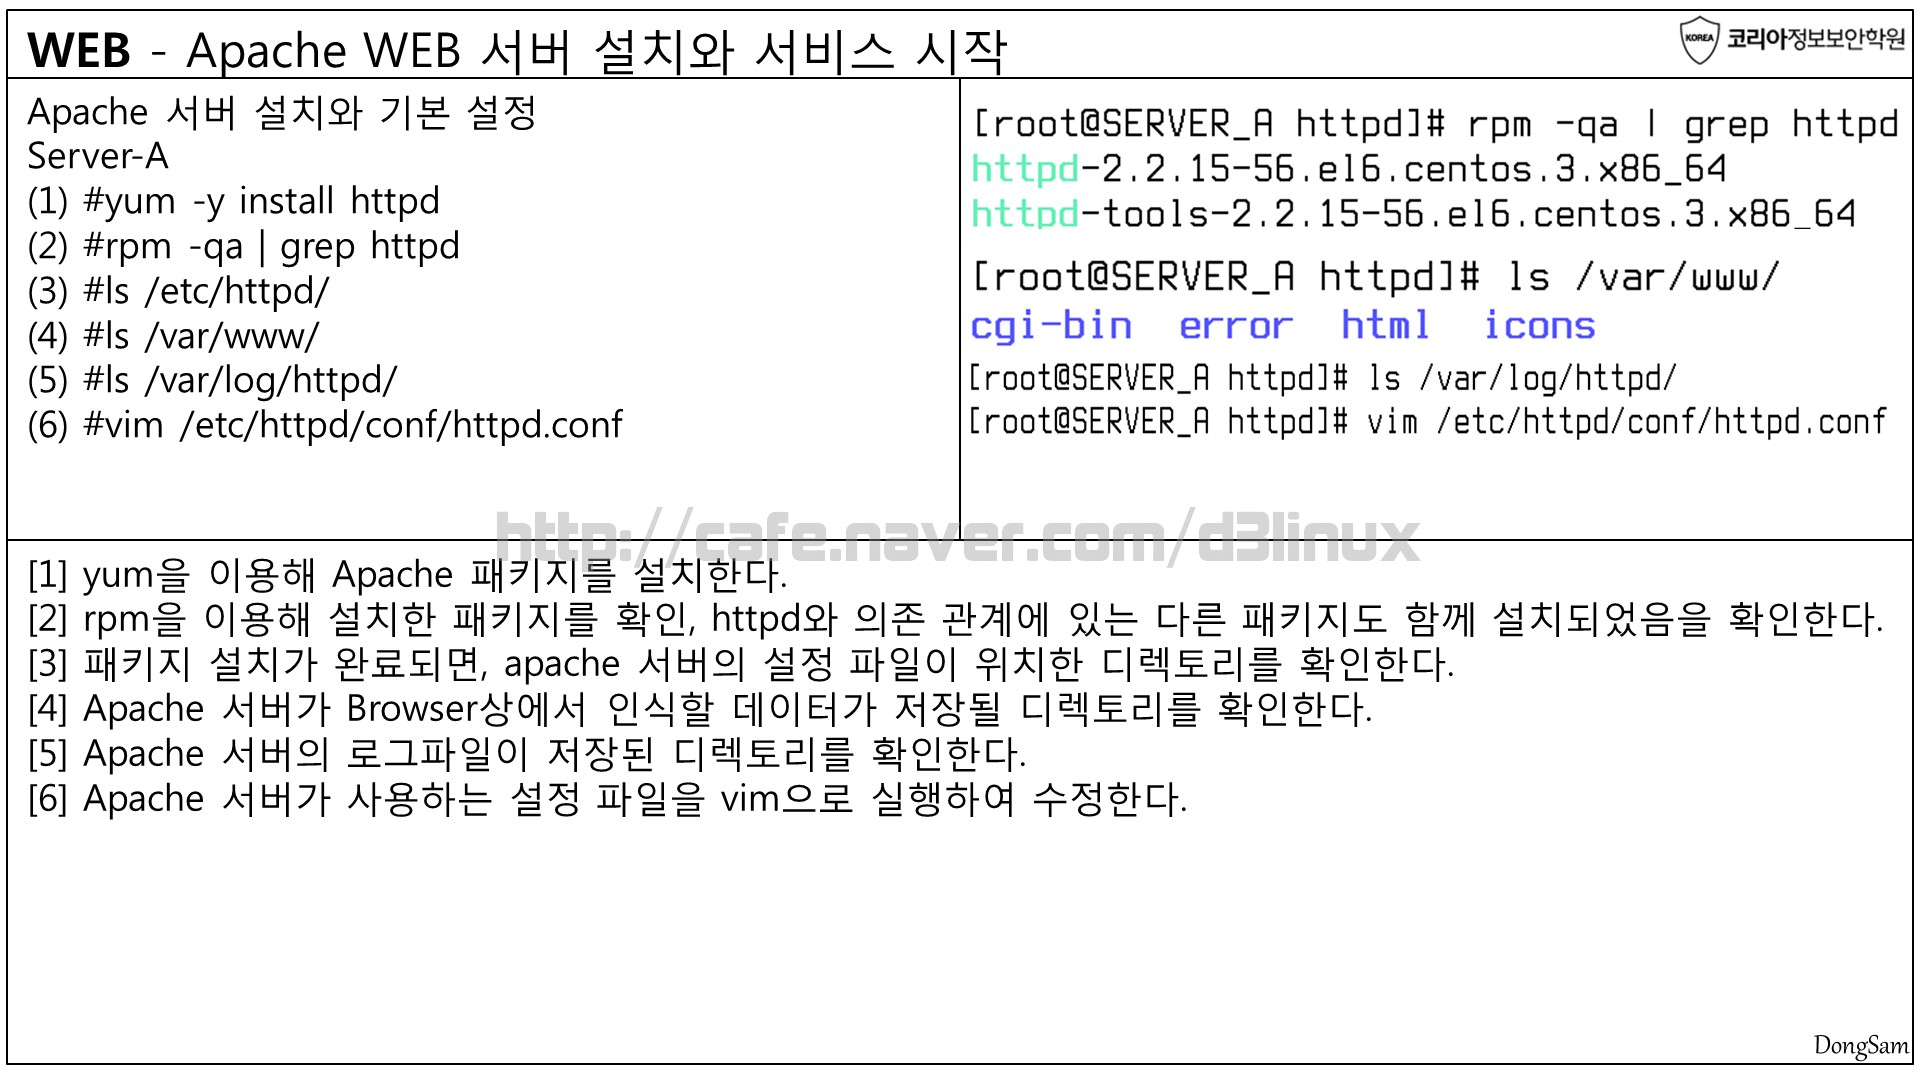 WEB - Apache WEB 서버 설치와 서비스 시작
KOREA 코리아정보보안학원
Apache 서버 설치와 기본 설정
Server-A
(1) #yum -y install httpd
(2) #rpm -qa | grep httpd
(3) #ls /etc/httpd/
(4) #ls /var/www/
(5) #ls /var/log/httpd/
(6) #vim /etc/httpd/conf/httpd.conf
[root@SERVER_A httpd]# rpm -qa | grep httpd
httpd-2.2.15-56.el6.centos.3.x86_64
httpd-tools-2.2.15-56.el6.centos.3.x86_64
[root@SERVER_A httpd]# ls /var/www/
cgi-bin error html icons
[root@SERVER_A httpd]# ls /var/log/httpd/
[root@SERVER_A httpd]# vim /etc/httpd/conf/httpd.conf
http://cafe.naver.com/d3linux
[1] yum을 이용해 Apache 패키지를 설치한다.
[2] rpm을 이용해 설치한 패키지를 확인, httpd와 의존 관계에 있는 다른 패키지도 함께 설치되었음을 확인한다.
[3] 패키지 설치가 완료되면, apache 서버의 설정 파일이 위치한 디렉토리를 확인한다.
[4] Apache 서버가 Browser상에서 인식할 데이터가 저장될 디렉토리를 확인한다.
[5] Apache 서버의 로그파일이 저장된 디렉토리를 확인한다.
[6] Apache 서버가 사용하는 설정 파일을 vim으로 실행하여 수정한다.
DongSam